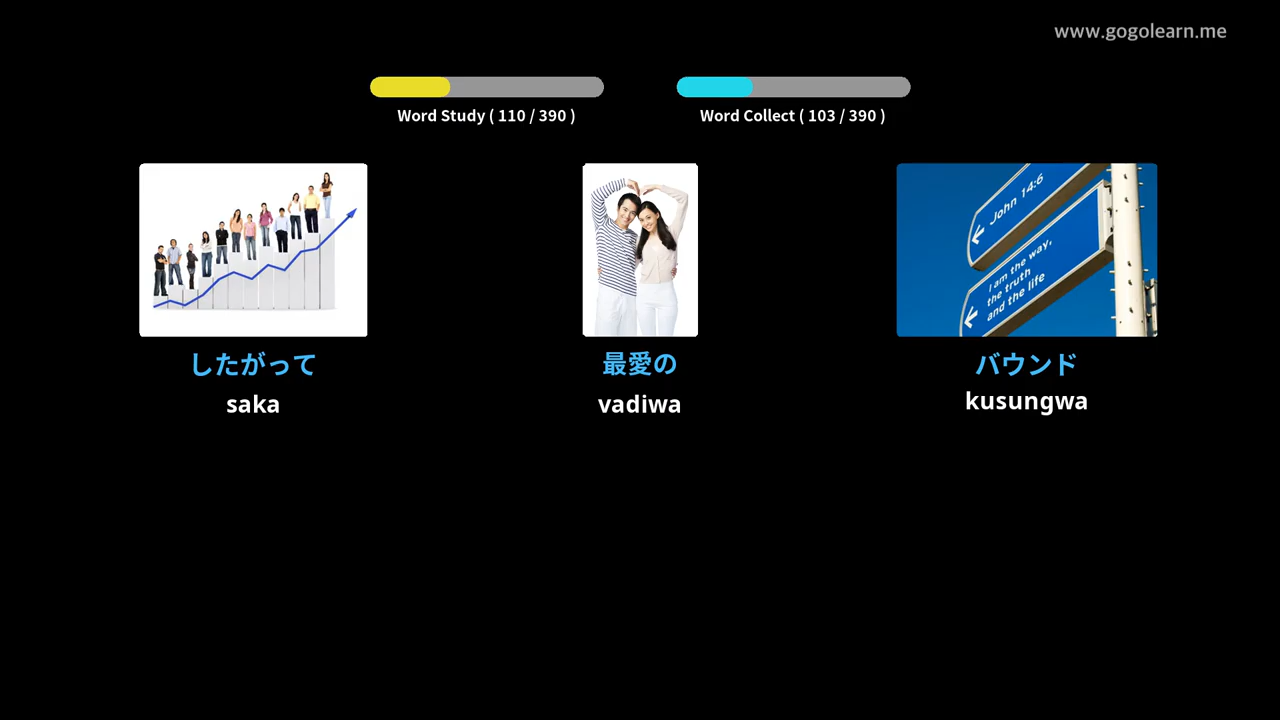 www.gogolearn.me
Word Study ( 110 / 390 )
Word Collect ( 103 / 390 )
John 14:6
I am the way,
the truth
and the life
したがって
最愛の
バウンド
saka
vadiwa
kusungwa